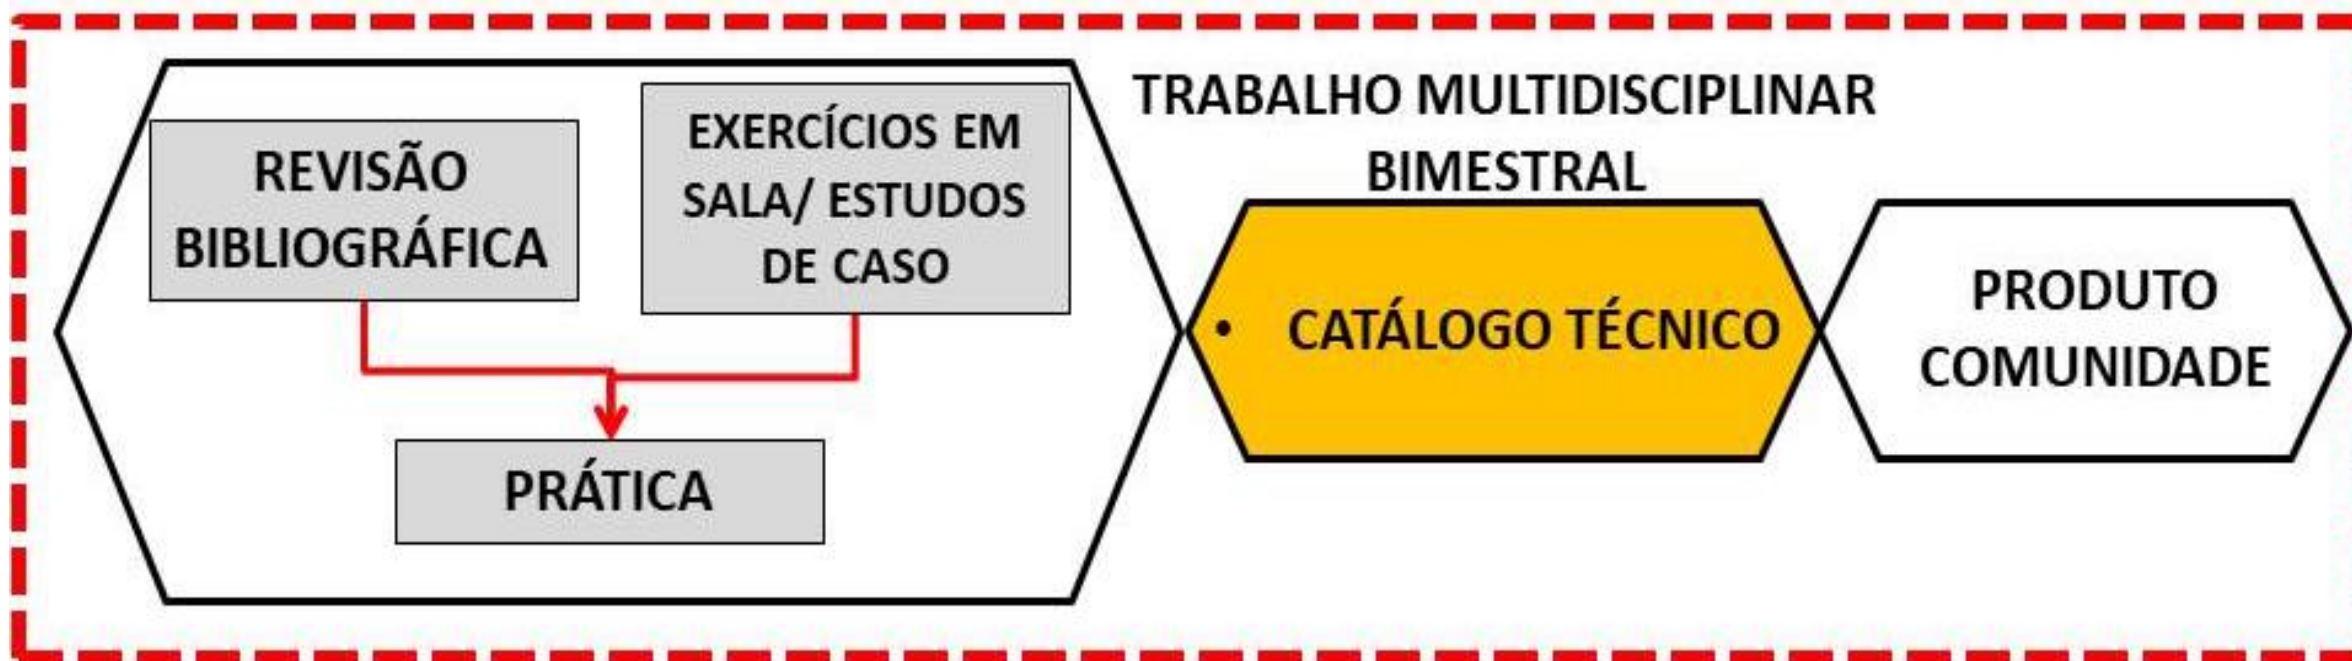 REVISÃO
BIBLIOGRÁFICA
EXERCÍCIOS EM
SALA/ ESTUDOS
DE CASO
PRÁTICA
TRABALHO MULTIDISCIPLINAR
BIMESTRAL
• CATÁLOGO TÉCNICO
PRODUTO
COMUNIDADE